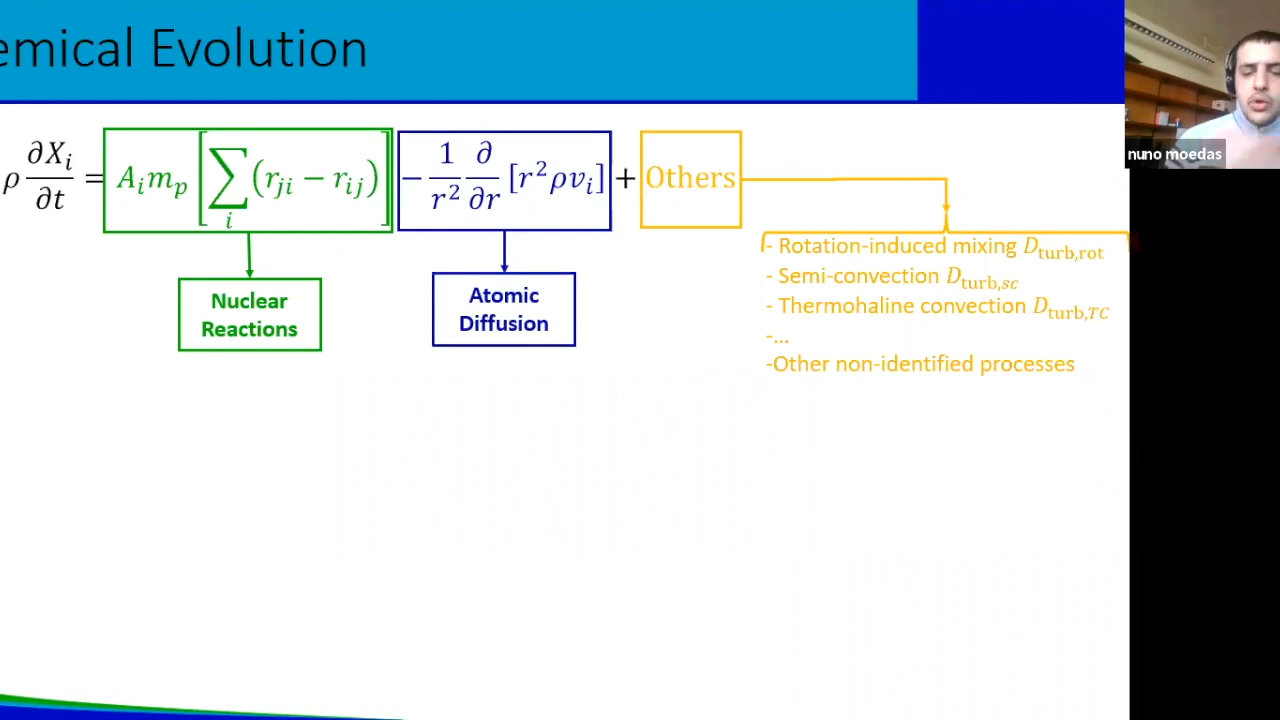 emical Evolution
nuno moedas
ρ ∂X_i/∂t = A_i m_p [∑_i (r_ji − r_ij)] − 1/r² ∂/∂r [r²ρv_i] + Others
- Rotation-induced mixing D_turb,rot
- Semi-convection D_turb,sc
- Thermohaline convection D_turb,TC
-...
-Other non-identified processes
Nuclear
Reactions
Atomic
Diffusion